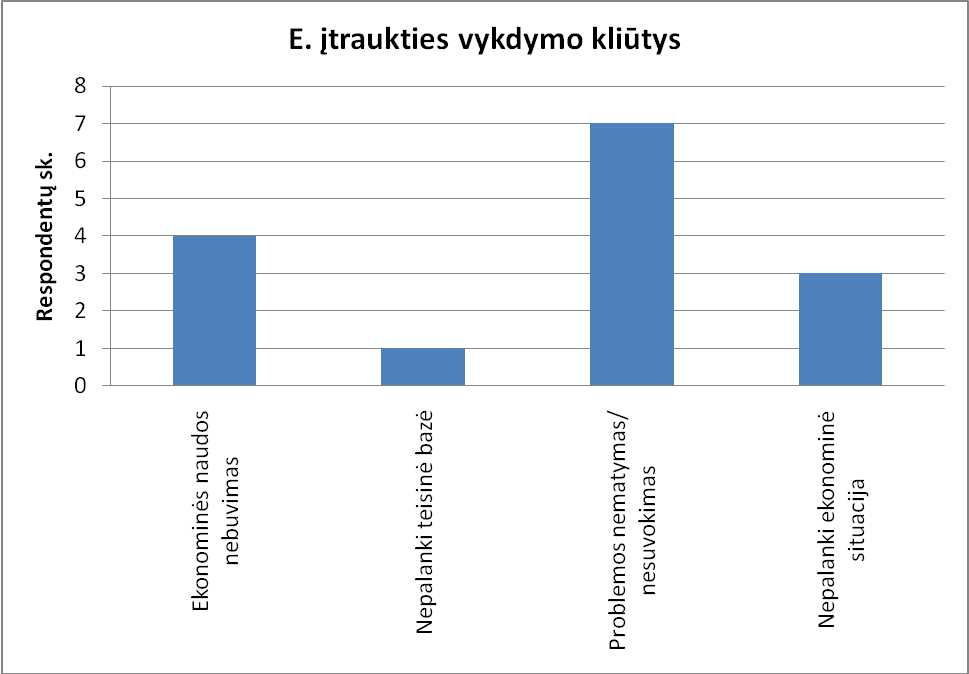 E. įtraukties vykdymo kliūtys
Respondentų sk.
8
7
6
5
4
3
2
1
0
Ekonominės naudos
nebuvimas
Nepalanki teisinė bazė
Problemos nematymas/
nesuvokimas
Nepalanki ekonominė
situacija